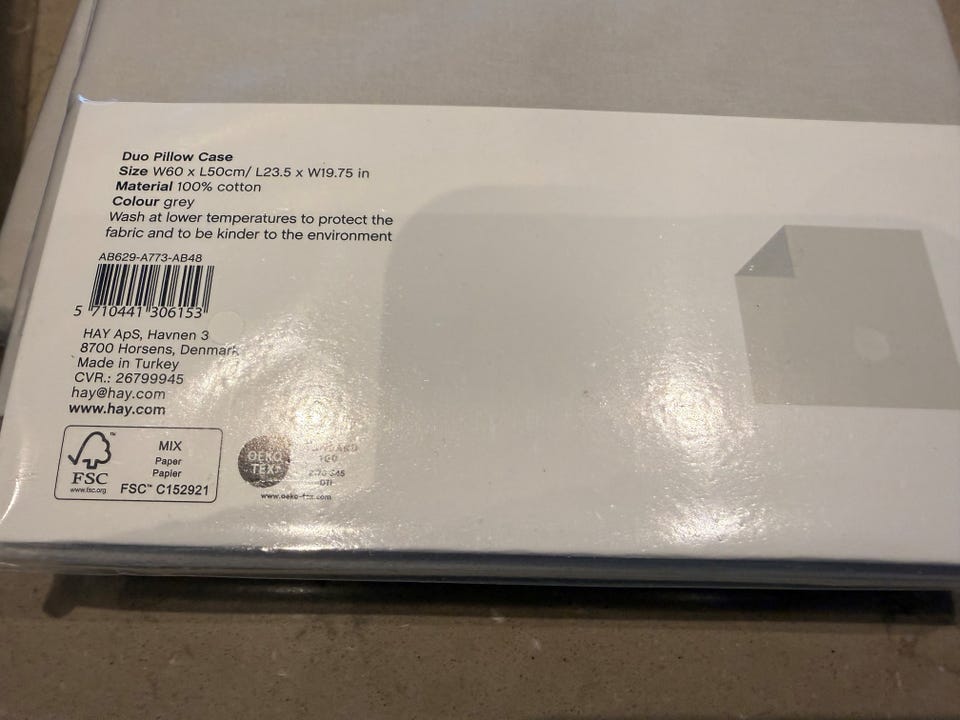 Duo Pillow Case
Size W60 x L50cm/ L23.5 x W19.75 in
Material 100% cotton
Colour grey
Wash at lower temperatures to protect the
fabric and to be kinder to the environment
AB629-A773-AB48
5 710441 306153
HAY ApS, Havnen 3
8700 Horsens, Denmark
Made in Turkey
CVR.: 26799945
hay@hay.com
www.hay.com
FSC
www.fsc.org
MIX
Paper
Papier
FSC™ C152921
OEKO
TEX®
STANDARD
100
DTI
www.oeko-tex.com